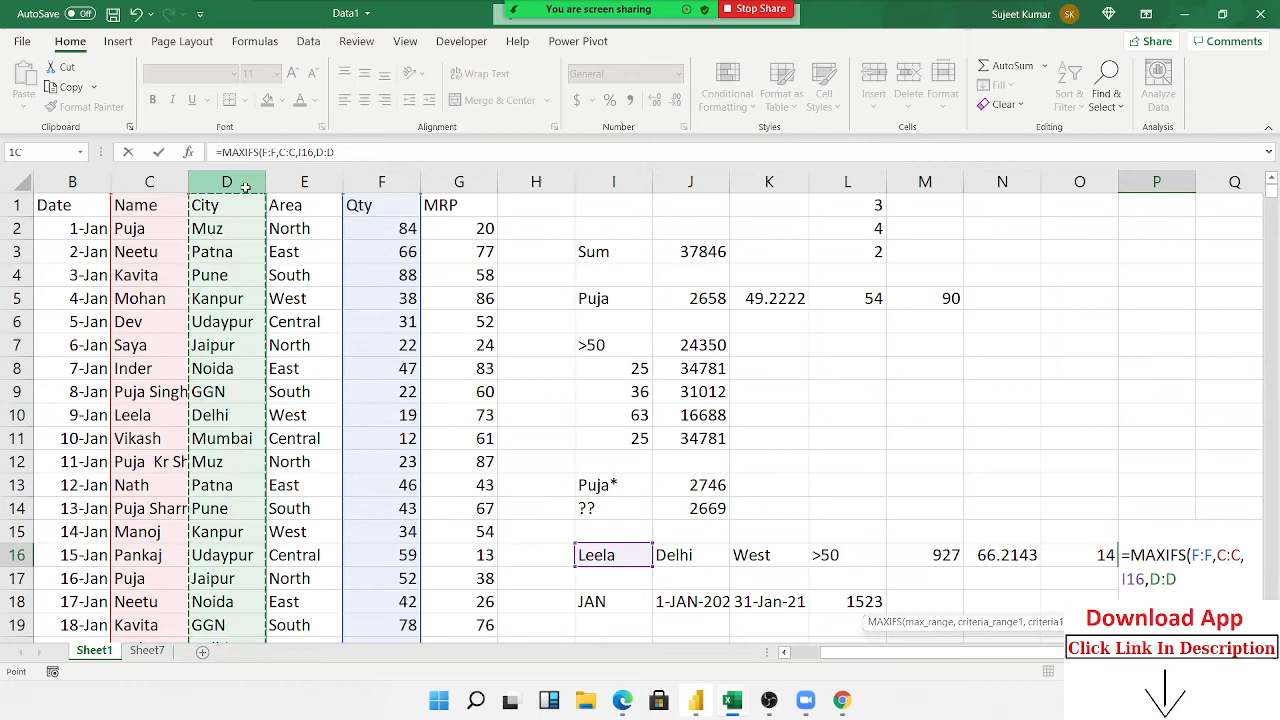 AutoSave Off Data1 You are screen sharing Stop Share Sujeet Kumar SK
File Home Insert Page Layout Formulas Data Review View Developer Help Power Pivot Share Comments
Cut
Copy
Format Painter
Paste
11
Wrap Text
Merge & Center
General
Conditional Formatting
Format as Table
Cell Styles
Insert Delete Format
AutoSum
Fill
Clear
Sort & Filter
Find & Select
Analyze Data
Clipboard Font Alignment Number Styles Cells Editing Analysis
1C =MAXIFS(F:F,C:C,I16,D:D
B C D E F G H I J K L M N O P Q
1 Date Name City Area Qty MRP 3
2 1-Jan Puja Muz North 84 20 4
3 2-Jan Neetu Patna East 66 77 Sum 37846 2
4 3-Jan Kavita Pune South 88 58
5 4-Jan Mohan Kanpur West 38 86 Puja 2658 49.2222 54 90
6 5-Jan Dev Udaypur Central 31 52
7 6-Jan Saya Jaipur North 22 24 >50 24350
8 7-Jan Inder Noida East 47 83 25 34781
9 8-Jan Puja Singh GGN South 22 60 36 31012
10 9-Jan Leela Delhi West 19 73 63 16688
11 10-Jan Vikash Mumbai Central 12 61 25 34781
12 11-Jan Puja Kr Sh Muz North 23 87
13 12-Jan Nath Patna East 46 43 Puja* 2746
14 13-Jan Puja Sharr Pune South 43 67 ?? 2669
15 14-Jan Manoj Kanpur West 34 54
16 15-Jan Pankaj Udaypur Central 59 13 Leela Delhi West >50 927 66.2143 14 =MAXIFS(F:F,C:C,
17 16-Jan Puja Jaipur North 52 38 I16,D:D
18 17-Jan Neetu Noida East 42 26 JAN 1-JAN-202 31-Jan-21 1523
19 18-Jan Kavita GGN South 78 76
MAXIFS(max_range, criteria_range1, criteria1
Download App
Click Link In Description
Sheet1 Sheet7
Point